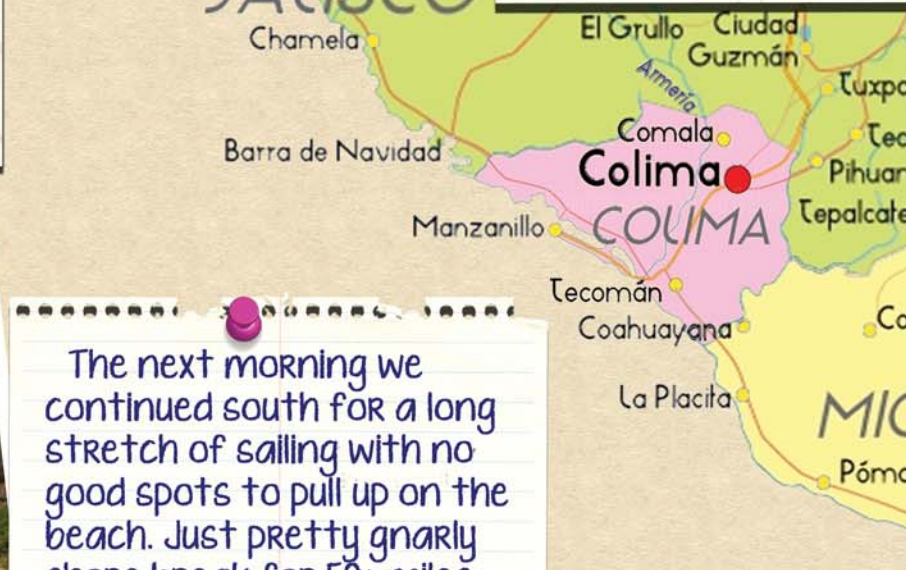 JALISCO
Chamela
El Grullo
Ciudad
Guzmán
Armería
Comala
Colima
Barra de Navidad
Manzanillo
COLIMA
Tecomán
Coahuayana
La Placita
The next morning we
continued south for a long
stretch of sailing with no
good spots to pull up on the
beach. Just pretty gnarly